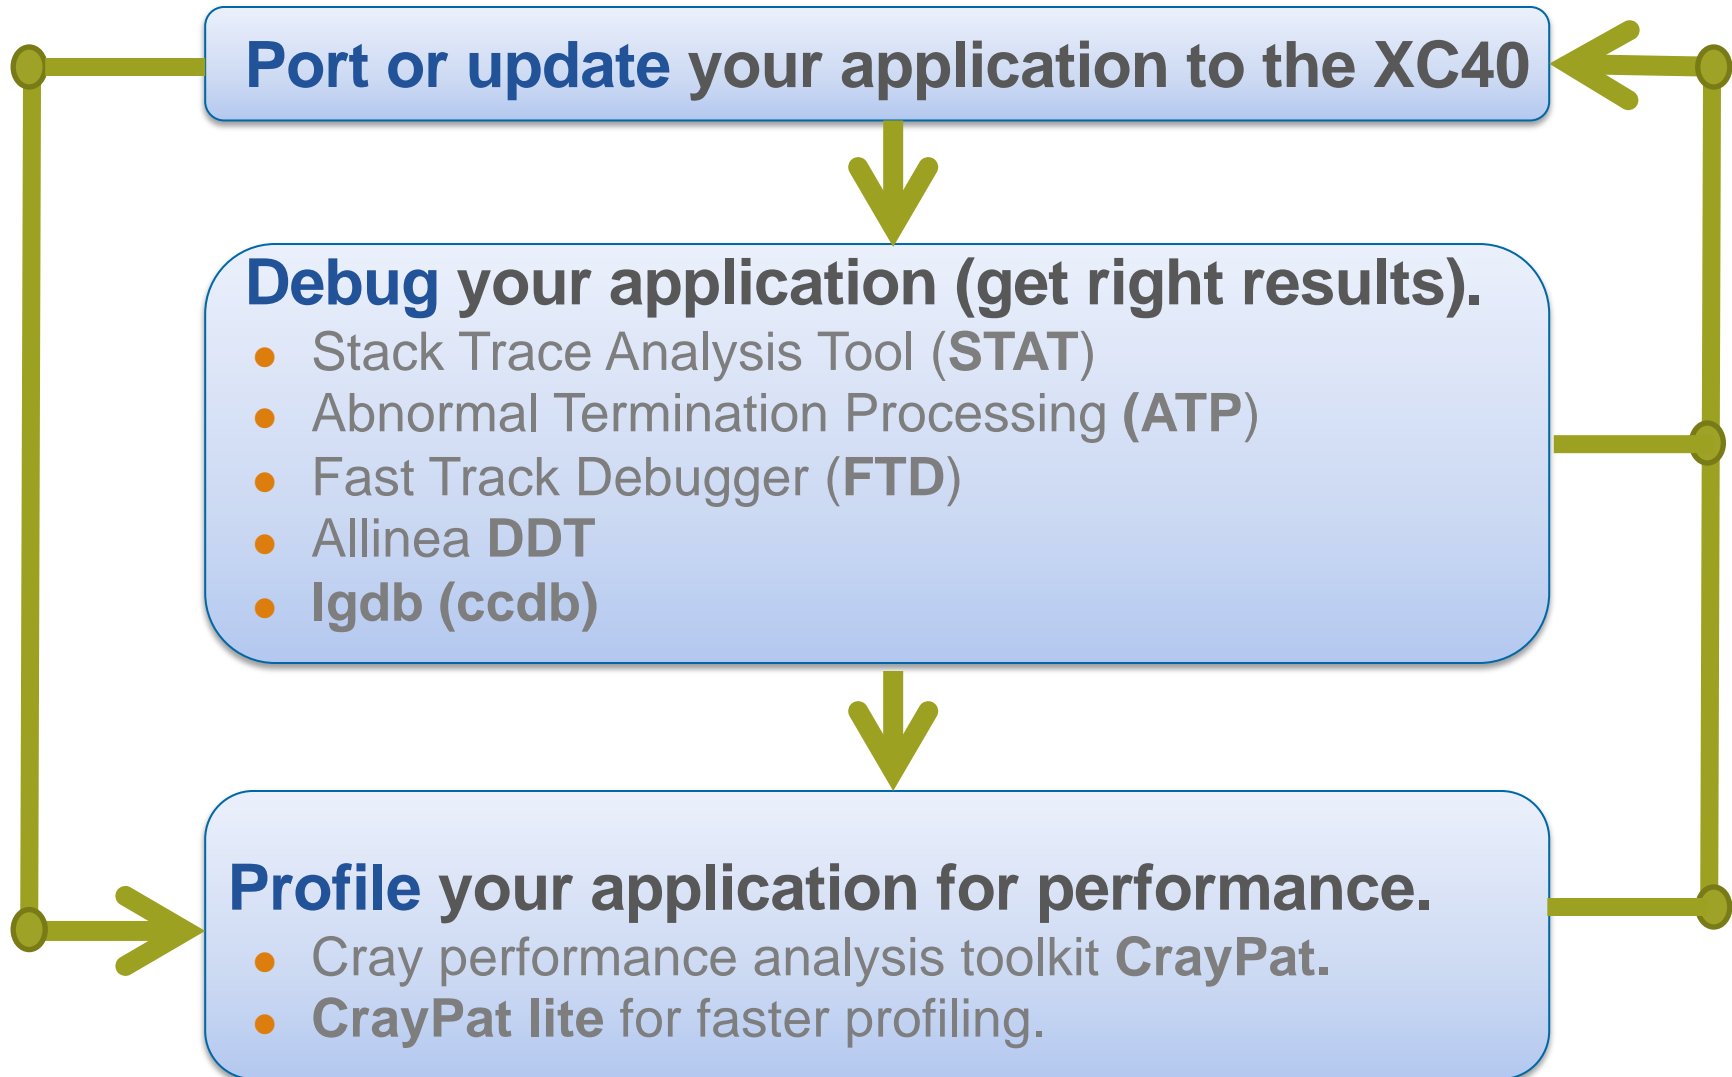 Port or update your application to the XC40
Debug your application (get right results).
● Stack Trace Analysis Tool (STAT)
● Abnormal Termination Processing (ATP)
● Fast Track Debugger (FTD)
● Allinea DDT
● lgdb (ccdb)
Profile your application for performance.
● Cray performance analysis toolkit CrayPat.
● CrayPat lite for faster profiling.